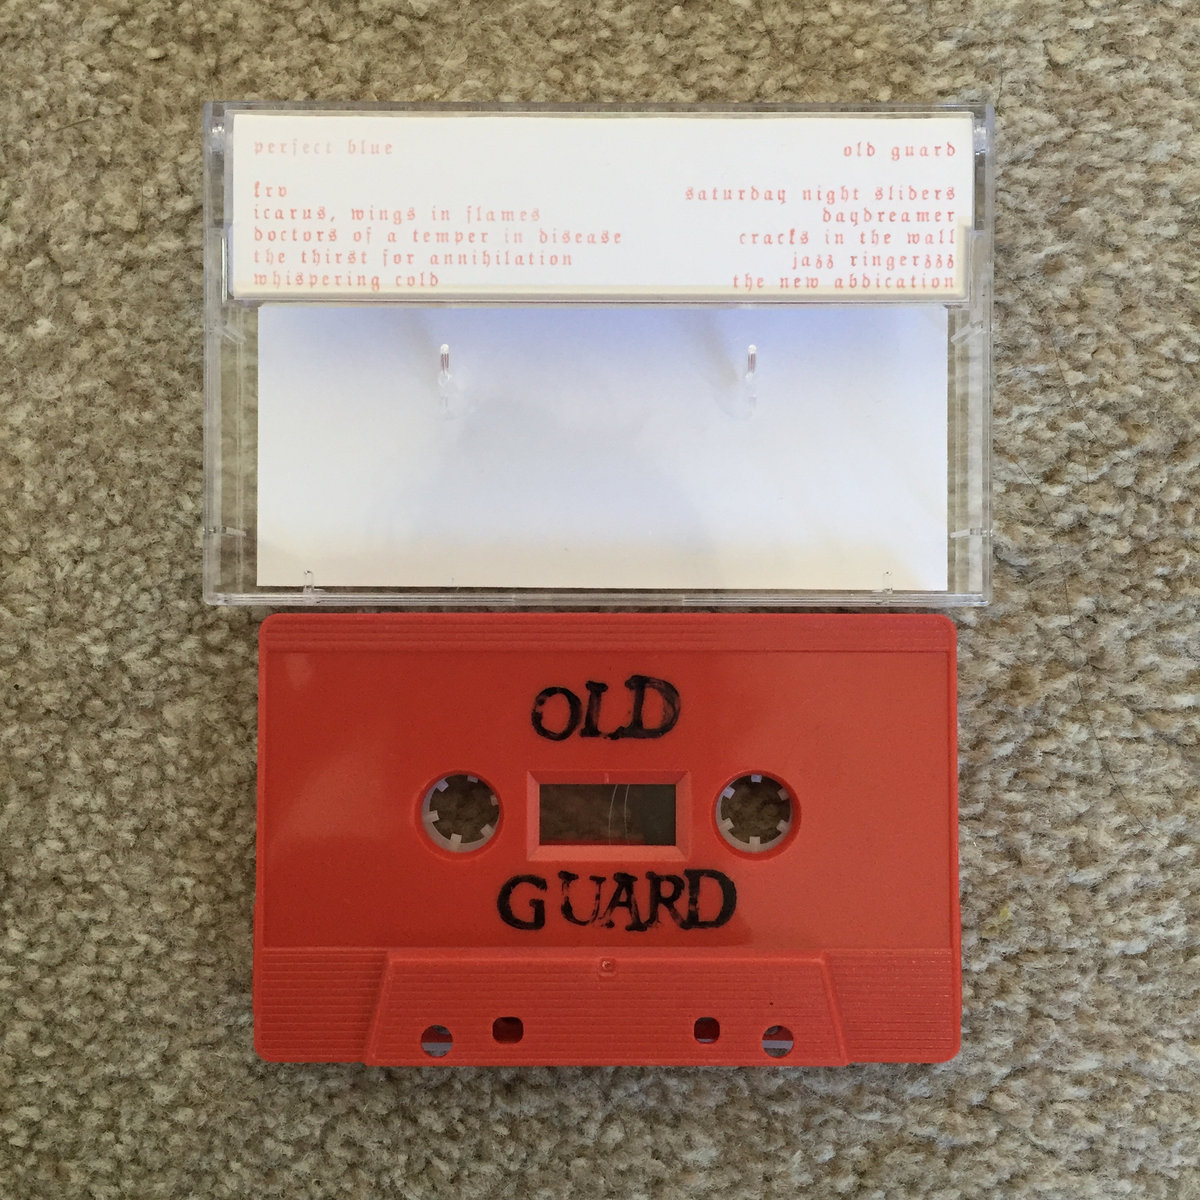 perfect blue
krv
icarus, wings in flames
doctors of a temper in disease
the thirst for annihilation
whispering cold
old guard
saturday night sliders
daydreamer
cracks in the wall
jazz ringerzzz
the new abdication
OLD
GUARD